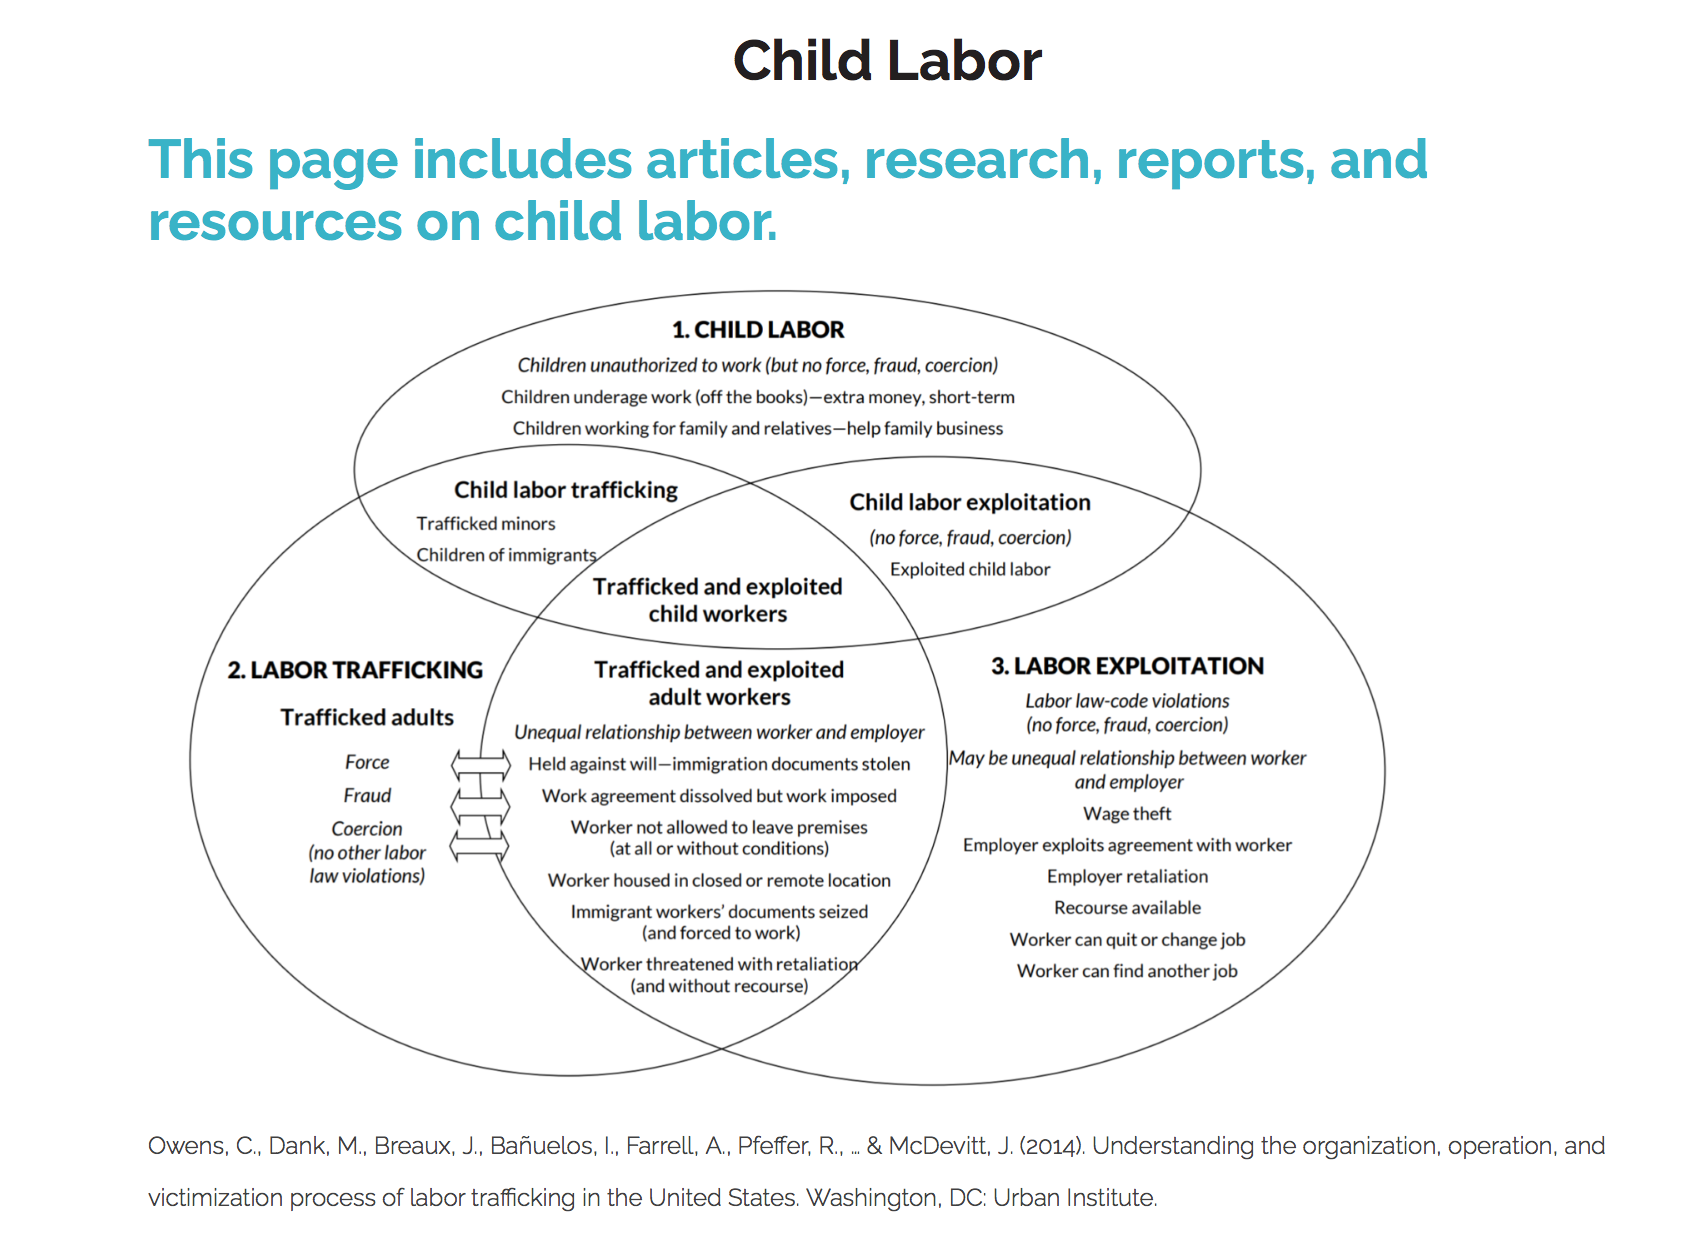 Child Labor
This page includes articles, research, reports, and
resources on child labor.
1. CHILD LABOR
Children unauthorized to work (but no force, fraud, coercion)
Children underage work (off the books)—extra money, short-term
Children working for family and relatives—help family business
Child labor trafficking
Trafficked minors
Children of immigrants
Child labor exploitation
(no force, fraud, coercion)
Exploited child labor
Trafficked and exploited
child workers
2. LABOR TRAFFICKING
Trafficked adults
Force
Fraud
Coercion
(no other labor
law violations)
Trafficked and exploited
adult workers
Unequal relationship between worker and employer
Held against will—immigration documents stolen
Work agreement dissolved but work imposed
Worker not allowed to leave premises
(at all or without conditions)
Worker housed in closed or remote location
Immigrant workers’ documents seized
(and forced to work)
Worker threatened with retaliation
(and without recourse)
3. LABOR EXPLOITATION
Labor law-code violations
(no force, fraud, coercion)
May be unequal relationship between worker
and employer
Wage theft
Employer exploits agreement with worker
Employer retaliation
Recourse available
Worker can quit or change job
Worker can find another job
Owens, C., Dank, M., Breaux, J., Bañuelos, I., Farrell, A., Pfeffer, R., … & McDevitt, J. (2014). Understanding the organization, operation, and
victimization process of labor trafficking in the United States. Washington, DC: Urban Institute.